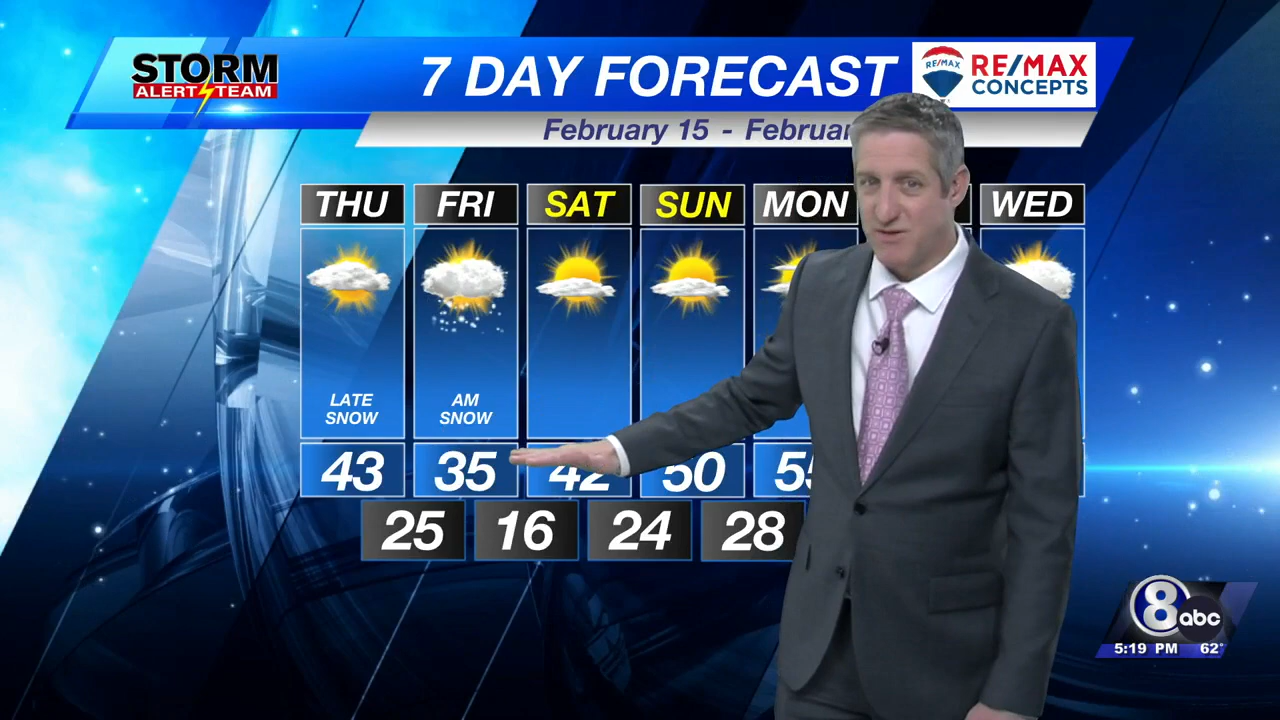 STORM
ALERT TEAM
7 DAY FORECAST
RE/MAX
RE/MAX
CONCEPTS
February 15 -
THU
FRI
SAT
SUN
MON
WED
LATE
SNOW
AM
SNOW
43
35
42
50
25
16
24
28
8
abc
5:19 PM 62°